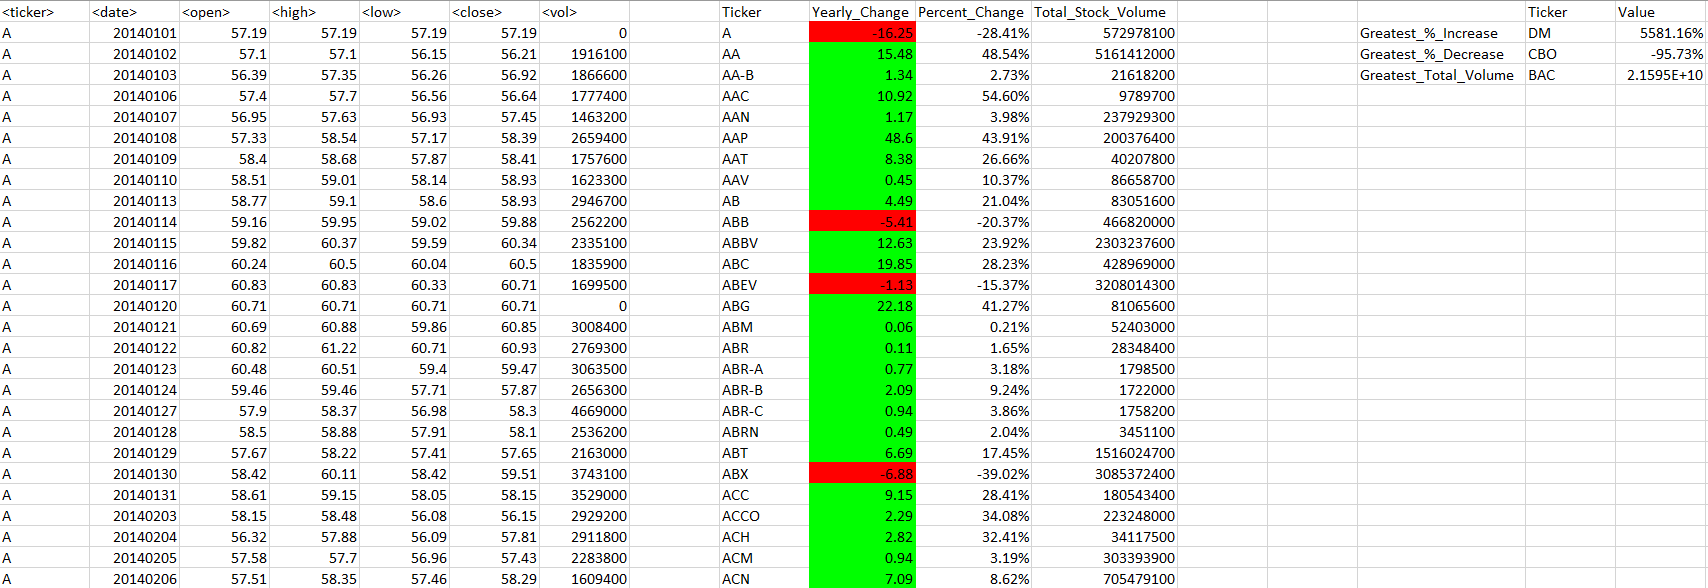 <ticker> <date> <open> <high> <low> <close> <vol> Ticker Yearly_Change Percent_Change Total_Stock_Volume Ticker Value
A 20140101 57.19 57.19 57.19 57.19 0 A -16.25 -28.41% 572978100 Greatest_%_Increase DM 5581.16%
A 20140102 57.1 57.1 56.15 56.21 1916100 AA 15.48 48.54% 5161412000 Greatest_%_Decrease CBO -95.73%
A 20140103 56.39 57.35 56.26 56.92 1866600 AA-B 1.34 2.73% 21618200 Greatest_Total_Volume BAC 2.1595E+10
A 20140106 57.4 57.7 56.56 56.64 1777400 AAC 10.92 54.60% 9789700
A 20140107 56.95 57.63 56.93 57.45 1463200 AAN 1.17 3.98% 237929300
A 20140108 57.33 58.54 57.17 58.39 2659400 AAP 48.6 43.91% 200376400
A 20140109 58.4 58.68 57.87 58.41 1757600 AAT 8.38 26.66% 40207800
A 20140110 58.51 59.01 58.14 58.93 1623300 AAV 0.45 10.37% 86658700
A 20140113 58.77 59.1 58.6 58.93 2946700 AB 4.49 21.04% 83051600
A 20140114 59.16 59.95 59.02 59.88 2562200 ABB -5.41 -20.37% 466820000
A 20140115 59.82 60.37 59.59 60.34 2335100 ABBV 12.63 23.92% 2303237600
A 20140116 60.24 60.5 60.04 60.5 1835900 ABC 19.85 28.23% 428969000
A 20140117 60.83 60.83 60.33 60.71 1699500 ABEV -1.13 -15.37% 3208014300
A 20140120 60.71 60.71 60.71 60.71 0 ABG 22.18 41.27% 81065600
A 20140121 60.69 60.88 59.86 60.85 3008400 ABM 0.06 0.21% 52403000
A 20140122 60.82 61.22 60.71 60.93 2769300 ABR 0.11 1.65% 28348400
A 20140123 60.48 60.51 59.4 59.47 3063500 ABR-A 0.77 3.18% 1798500
A 20140124 59.46 59.46 57.71 57.87 2656300 ABR-B 2.09 9.24% 1722000
A 20140127 57.9 58.37 56.98 58.3 4669000 ABR-C 0.94 3.86% 1758200
A 20140128 58.5 58.88 57.91 58.1 2536200 ABRN 0.49 2.04% 3451100
A 20140129 57.67 58.22 57.41 57.65 2163000 ABT 6.69 17.45% 1516024700
A 20140130 58.42 60.11 58.42 59.51 3743100 ABX -6.88 -39.02% 3085372400
A 20140131 58.61 59.15 58.05 58.15 3529000 ACC 9.15 28.41% 180543400
A 20140203 58.15 58.48 56.08 56.15 2929200 ACCO 2.29 34.08% 223248000
A 20140204 56.32 57.88 56.09 57.81 2911800 ACH 2.82 32.41% 34117500
A 20140205 57.58 57.7 56.96 57.43 2283800 ACM 0.94 3.19% 303393900
A 20140206 57.51 58.35 57.46 58.29 1609400 ACN 7.09 8.62% 705479100